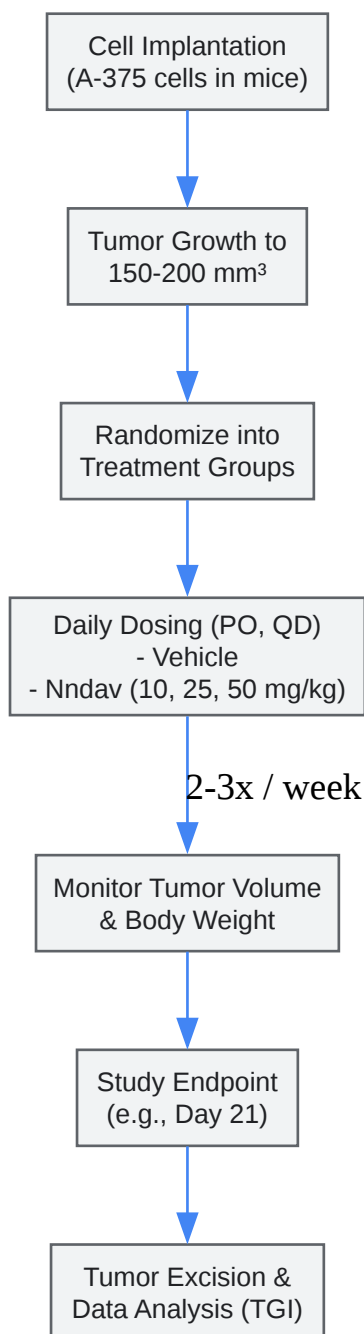 Cell Implantation
(A-375 cells in mice)
Tumor Growth to
150-200 mm³
Randomize into
Treatment Groups
Daily Dosing (PO, QD)
- Vehicle
- Nndav (10, 25, 50 mg/kg)
2-3x / week
Monitor Tumor Volume
& Body Weight
Study Endpoint
(e.g., Day 21)
Tumor Excision &
Data Analysis (TGI)